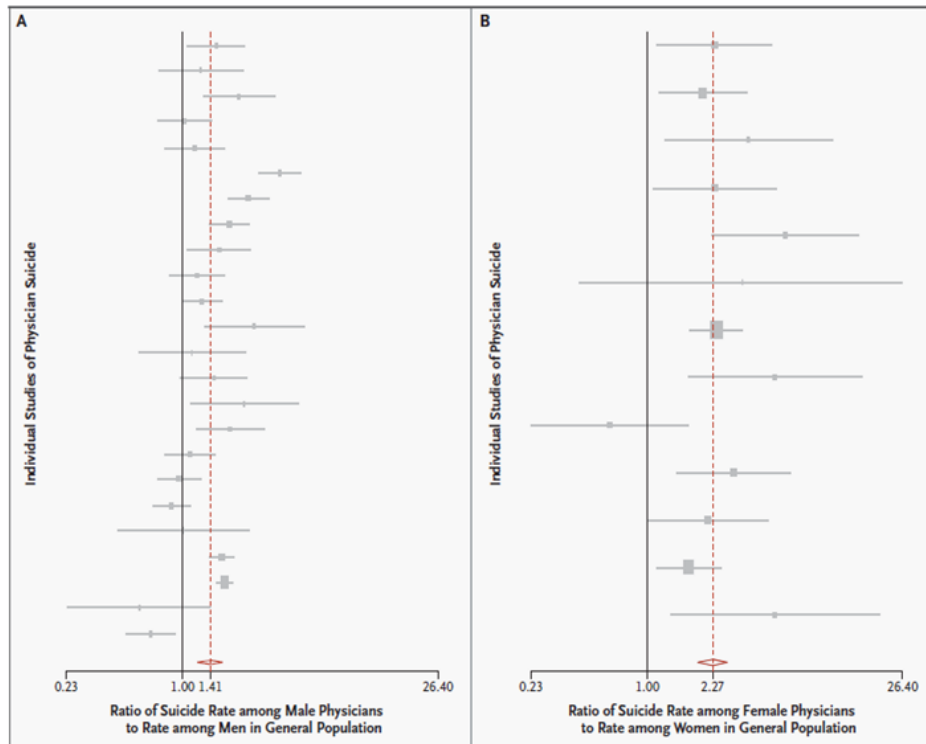 A
Individual Studies of Physician Suicide
0.23
1.00
1.41
26.40
Ratio of Suicide Rate among Male Physicians
to Rate among Men in General Population
B
Individual Studies of Physician Suicide
0.23
1.00
2.27
26.40
Ratio of Suicide Rate among Female Physicians
to Rate among Women in General Population